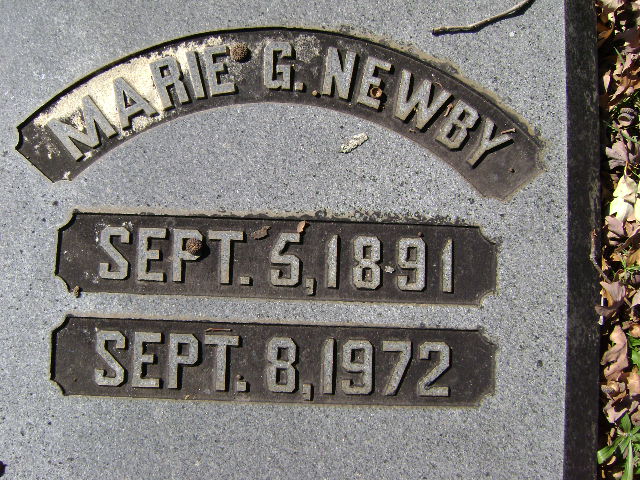 MARIE G. NEWBY
SEPT. 5, 1891
SEPT. 8, 1972